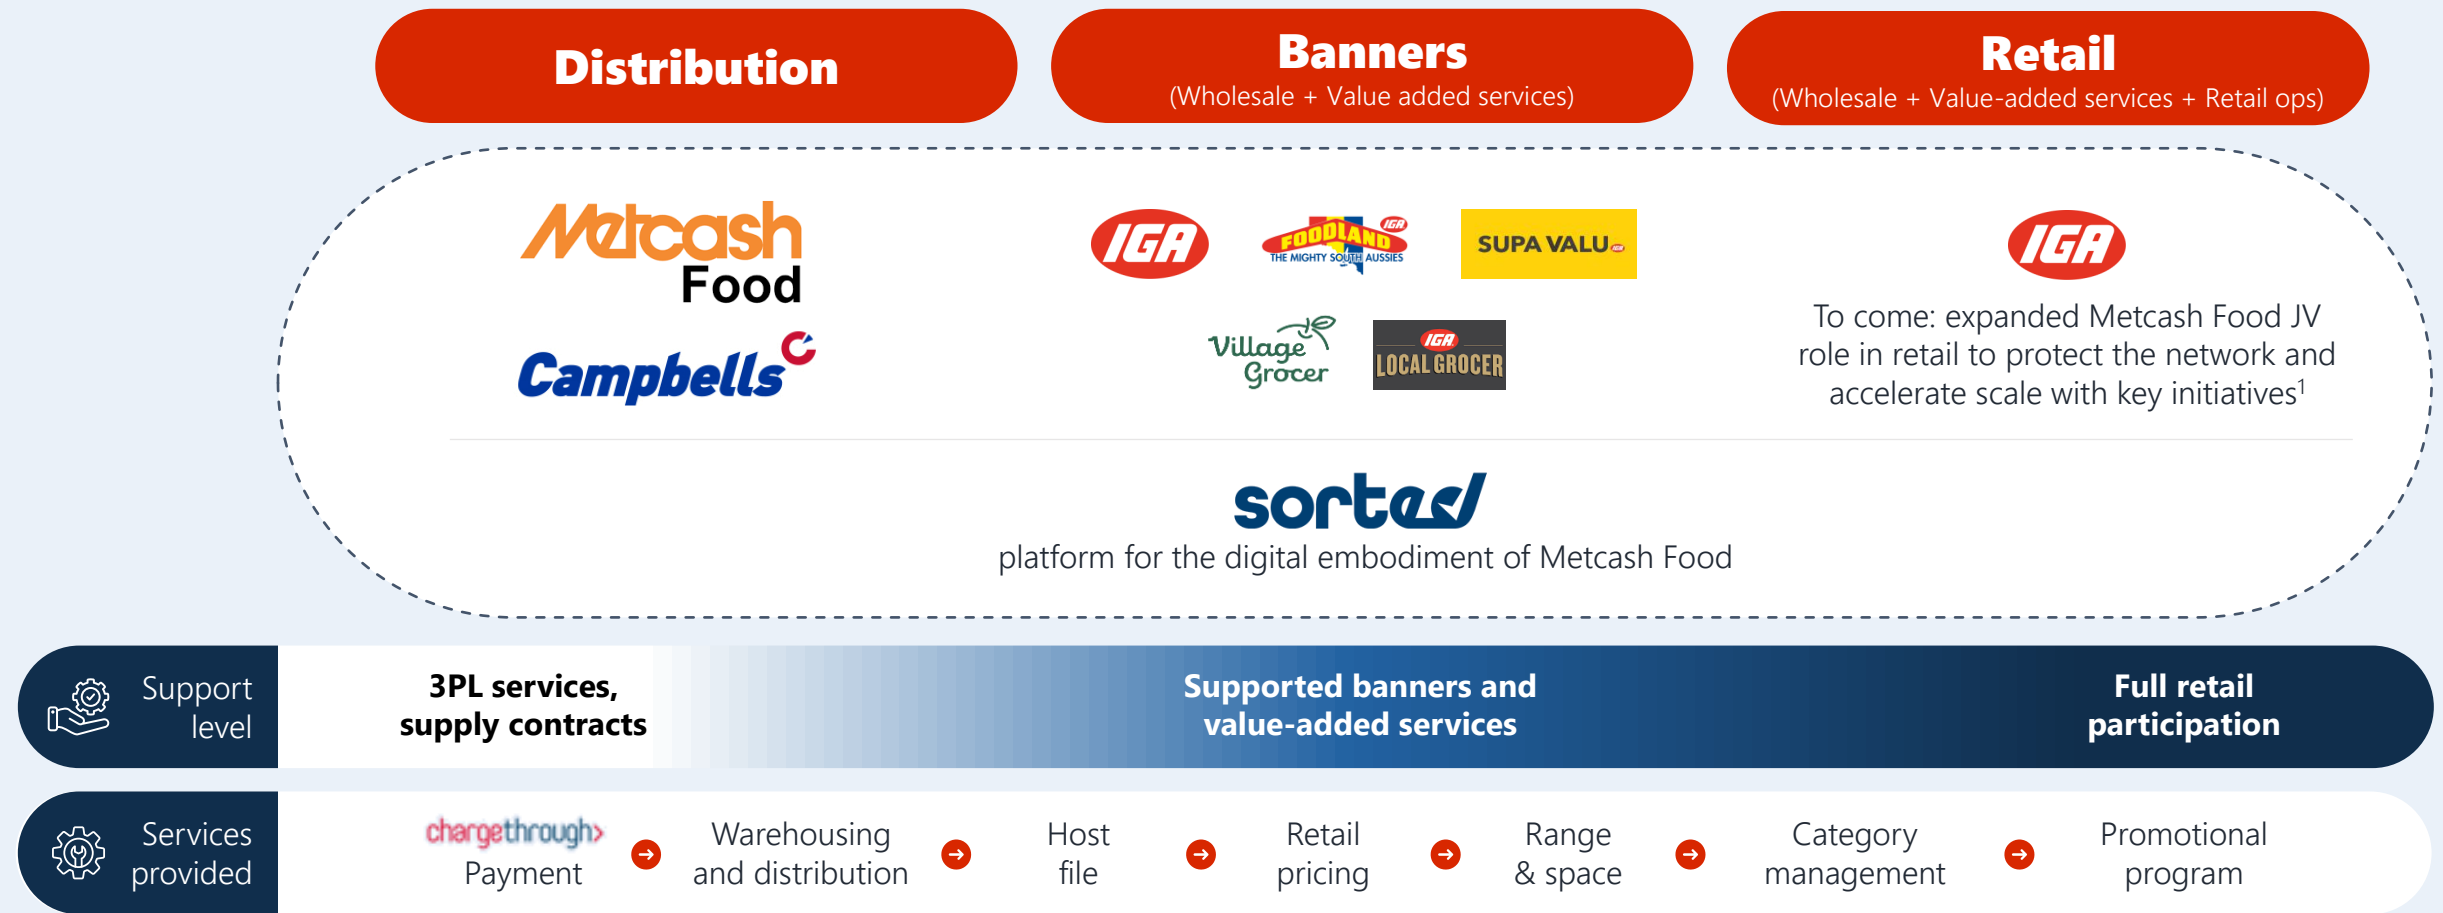 Distribution
Banners
(Wholesale + Value added services)
Retail
(Wholesale + Value-added services + Retail ops)
Metcash
Food
Campbells
IGA
FOODLAND IGA
THE MIGHTY SOUTH AUSSIES
SUPA VALU IGA
Village
Grocer
IGA
LOCAL GROCER
IGA
To come: expanded Metcash Food JV
role in retail to protect the network and
accelerate scale with key initiatives¹
sorted
platform for the digital embodiment of Metcash Food
Support
level
3PL services,
supply contracts
Supported banners and
value-added services
Full retail
participation
Services
provided
chargethrough>
Payment
Warehousing
and distribution
Host
file
Retail
pricing
Range
& space
Category
management
Promotional
program